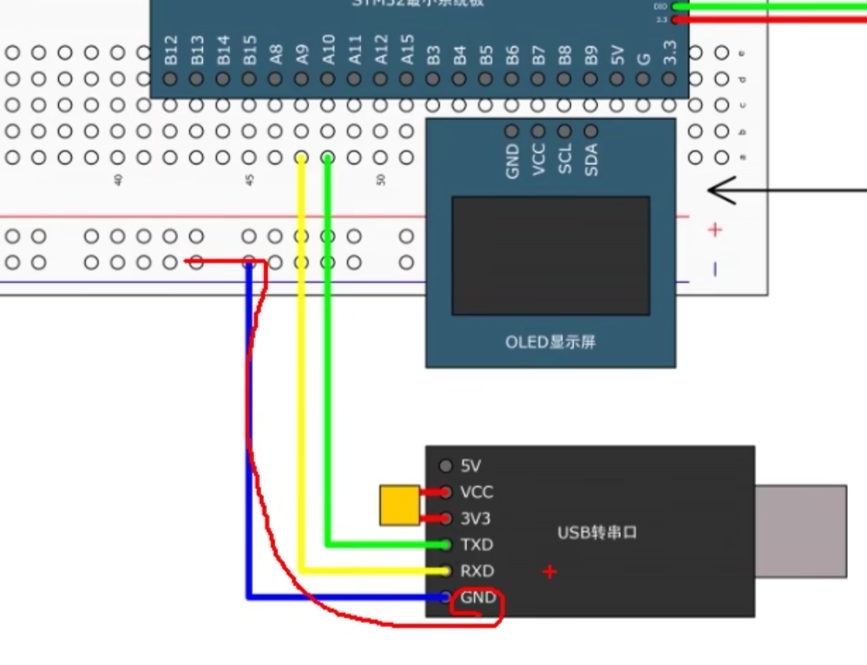 STM32最小系统板
DIO
3.3
B12 B13 B14 B15 A8 A9 A10 A11 A12 A15 B3 B4 B5 B6 B7 B8 B9 5V G 3.3
e
d
c
b
a
40 45 50
GND VCC SCL SDA
+
−
OLED显示屏
5V
VCC
3V3
TXD
RXD
GND
USB转串口